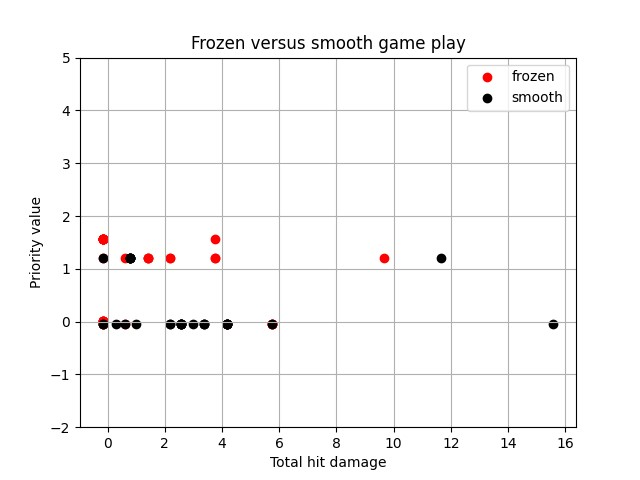 Frozen versus smooth game play
5
4
3
2
1
0
−1
−2
Priority value
frozen
smooth
0 2 4 6 8 10 12 14 16
Total hit damage